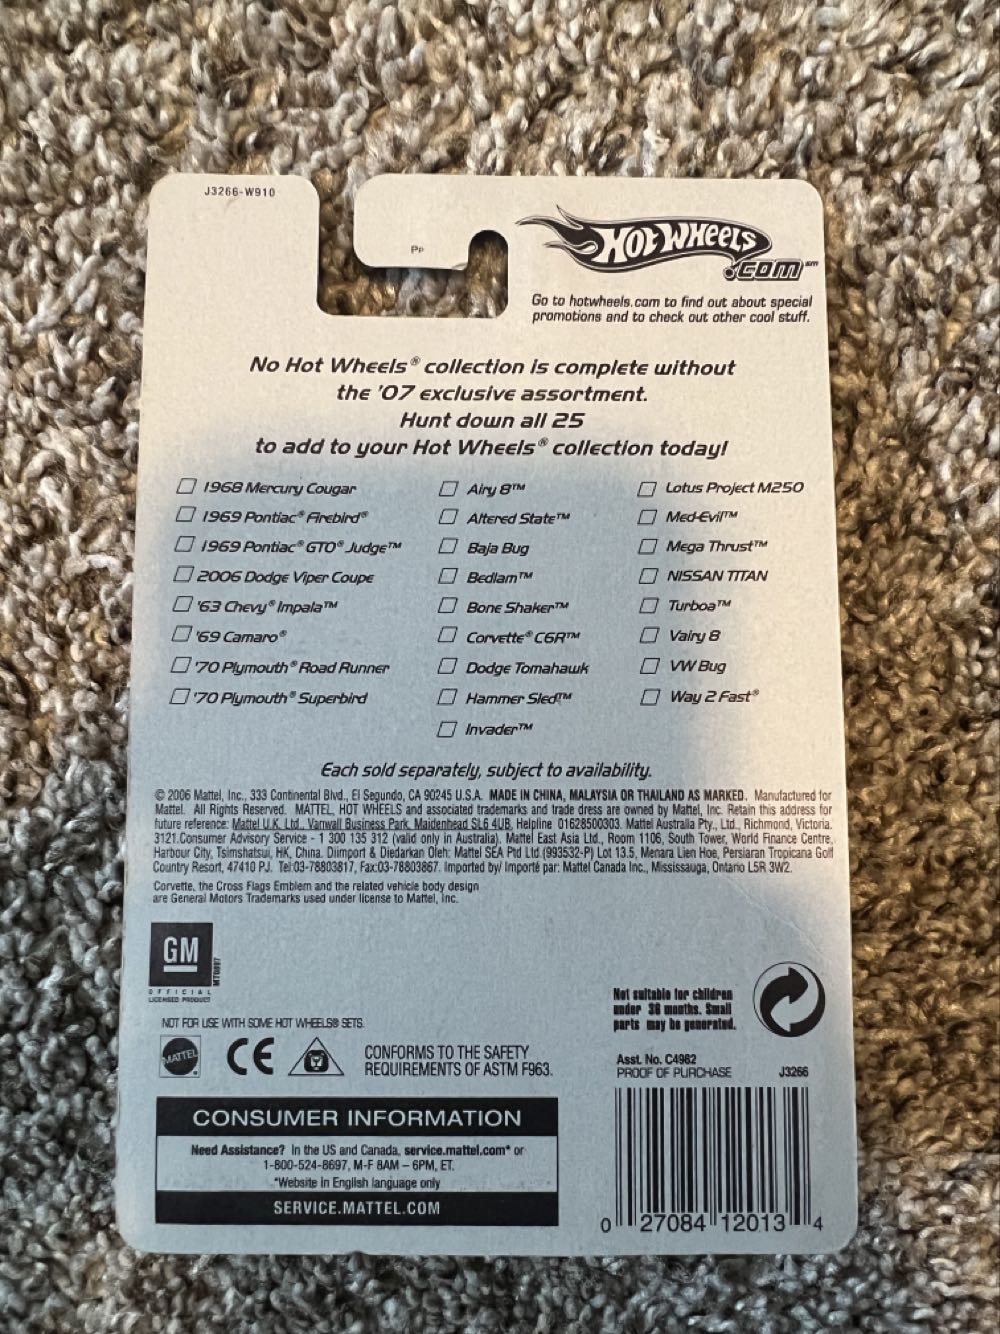 J3266-W910
Pp
HOT WHEELS
.COM℠
Go to hotwheels.com to find out about special
promotions and to check out other cool stuff.
No Hot Wheels® collection is complete without
the '07 exclusive assortment.
Hunt down all 25
to add to your Hot Wheels® collection today!
1968 Mercury Cougar
1969 Pontiac® Firebird®
1969 Pontiac® GTO® Judge™
2006 Dodge Viper Coupe
'63 Chevy® Impala™
'69 Camaro®
'70 Plymouth® Road Runner
'70 Plymouth® Superbird
Airy 8™
Altered State™
Baja Bug
Bedlam™
Bone Shaker™
Corvette® C6R™
Dodge Tomahawk
Hammer Sled™
Invader™
Lotus Project M250
Med-Evil™
Mega Thrust™
NISSAN TITAN
Turboa™
Vairy 8
VW Bug
Way 2 Fast®
Each sold separately, subject to availability.
© 2006 Mattel, Inc., 333 Continental Blvd., El Segundo, CA 90245 U.S.A. MADE IN CHINA, MALAYSIA OR THAILAND AS MARKED. Manufactured for
Mattel. All Rights Reserved. MATTEL, HOT WHEELS and associated trademarks and trade dress are owned by Mattel, Inc. Retain this address for
future reference: Mattel U.K. Ltd., Vanwall Business Park, Maidenhead SL6 4UB. Helpline 01628500303. Mattel Australia Pty., Ltd., Richmond, Victoria.
3121.Consumer Advisory Service - 1 300 135 312 (valid only in Australia). Mattel East Asia Ltd., Room 1106, South Tower, World Finance Centre,
Harbour City, Tsimshatsui, HK, China. Diimport & Diedarkan Oleh: Mattel SEA Ptd Ltd.(993532-P) Lot 13.5, Menara Lien Hoe, Persiaran Tropicana Golf
Country Resort, 47410 PJ. Tel:03-78803817, Fax:03-78803867. Imported by/ Importé par: Mattel Canada Inc., Mississauga, Ontario L5R 3W2.
Corvette, the Cross Flags Emblem and the related vehicle body design
are General Motors Trademarks used under license to Mattel, Inc.
GM
OFFICIAL
LICENSED PRODUCT
Not suitable for children
under 36 months. Small
parts may be generated.
NOT FOR USE WITH SOME HOT WHEELS® SETS.
MATTEL
CE
CONFORMS TO THE SAFETY
REQUIREMENTS OF ASTM F963.
Asst. No. C4982
PROOF OF PURCHASE
J3266
CONSUMER INFORMATION
Need Assistance? In the US and Canada, service.mattel.com* or
1-800-524-8697, M-F 8AM – 6PM, ET.
*Website in English language only
SERVICE.MATTEL.COM
0 27084 12013 4